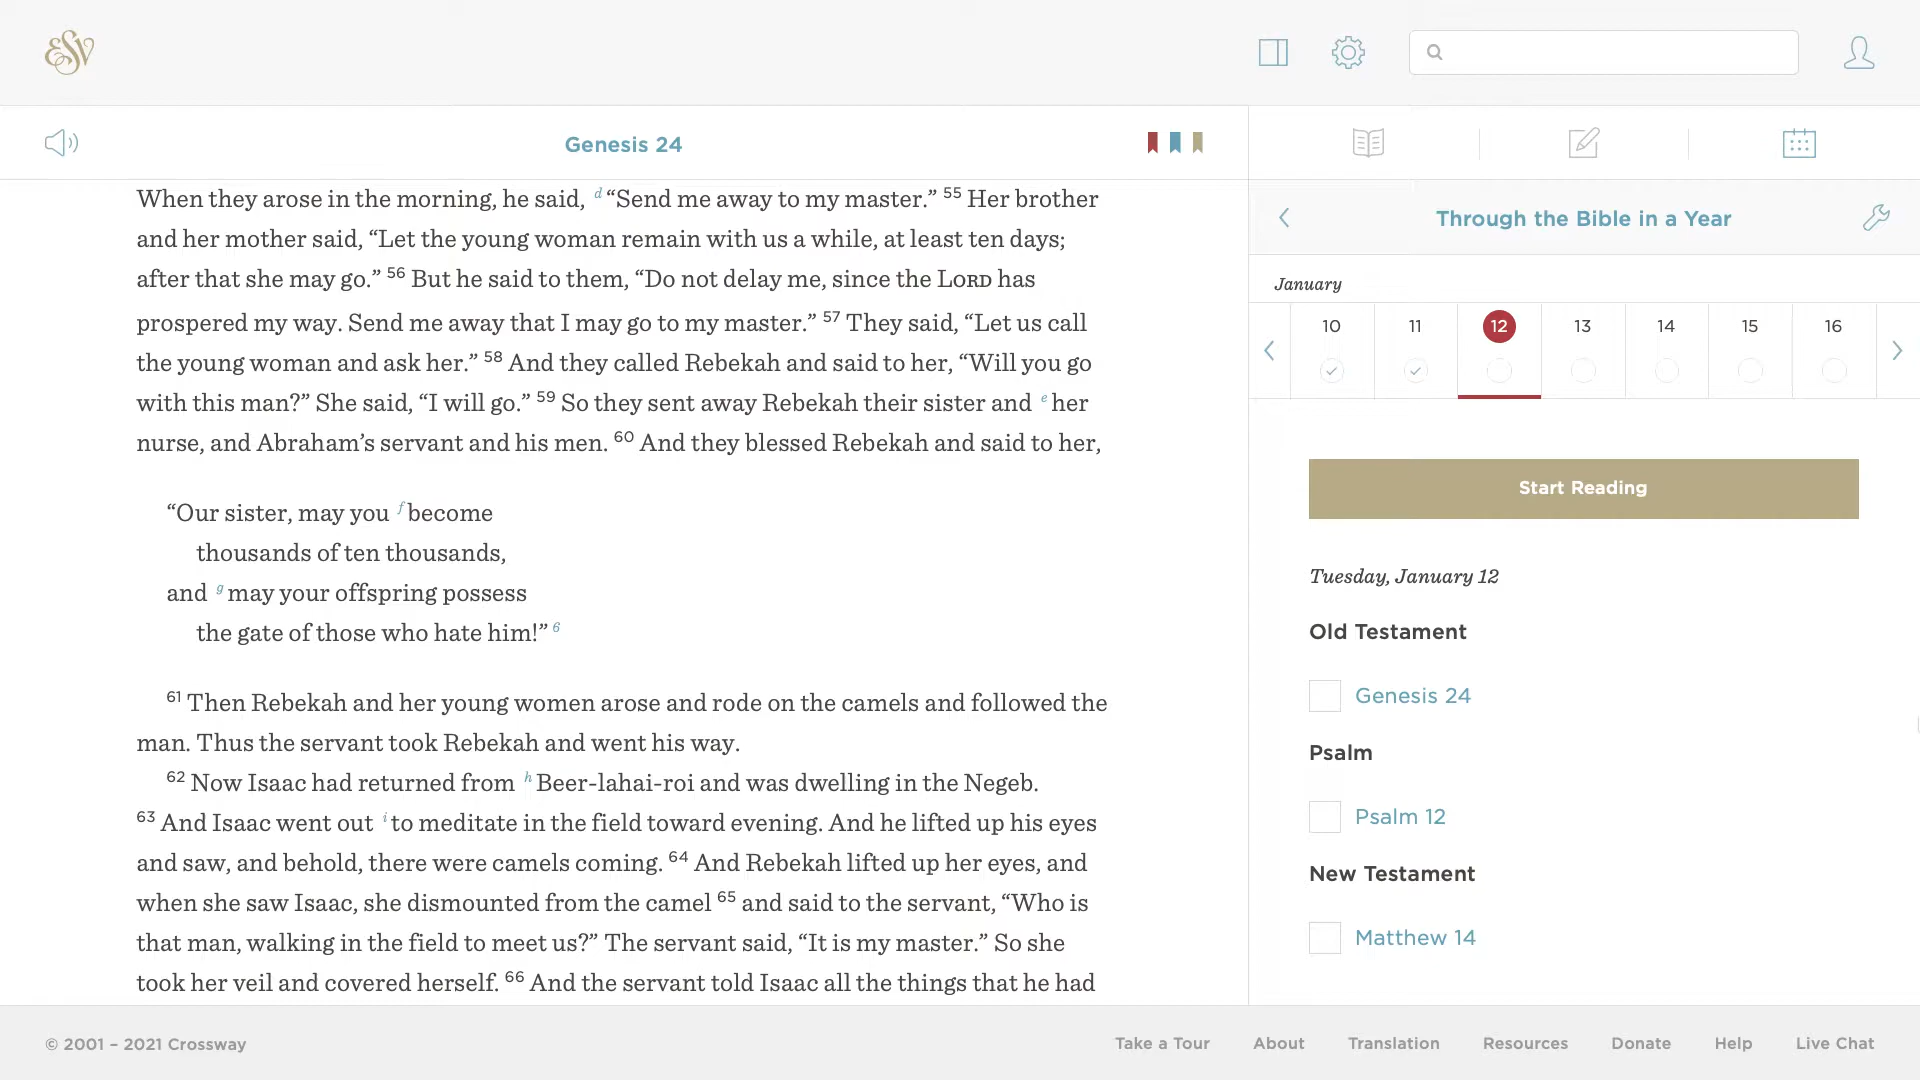 ESV
Genesis 24
When they arose in the morning, he said, d “Send me away to my master.” 55 Her brother
and her mother said, “Let the young woman remain with us a while, at least ten days;
after that she may go.” 56 But he said to them, “Do not delay me, since the LORD has
prospered my way. Send me away that I may go to my master.” 57 They said, “Let us call
the young woman and ask her.” 58 And they called Rebekah and said to her, “Will you go
with this man?” She said, “I will go.” 59 So they sent away Rebekah their sister and e her
nurse, and Abraham’s servant and his men. 60 And they blessed Rebekah and said to her,
“Our sister, may you f become
thousands of ten thousands,
and g may your offspring possess
the gate of those who hate him!” 6
61 Then Rebekah and her young women arose and rode on the camels and followed the
man. Thus the servant took Rebekah and went his way.
62 Now Isaac had returned from h Beer-lahai-roi and was dwelling in the Negeb.
63 And Isaac went out i to meditate in the field toward evening. And he lifted up his eyes
and saw, and behold, there were camels coming. 64 And Rebekah lifted up her eyes, and
when she saw Isaac, she dismounted from the camel 65 and said to the servant, “Who is
that man, walking in the field to meet us?” The servant said, “It is my master.” So she
took her veil and covered herself. 66 And the servant told Isaac all the things that he had
Through the Bible in a Year
January
10 11 12 13 14 15 16
Start Reading
Tuesday, January 12
Old Testament
Genesis 24
Psalm
Psalm 12
New Testament
Matthew 14
© 2001 – 2021 Crossway
Take a Tour About Translation Resources Donate Help Live Chat